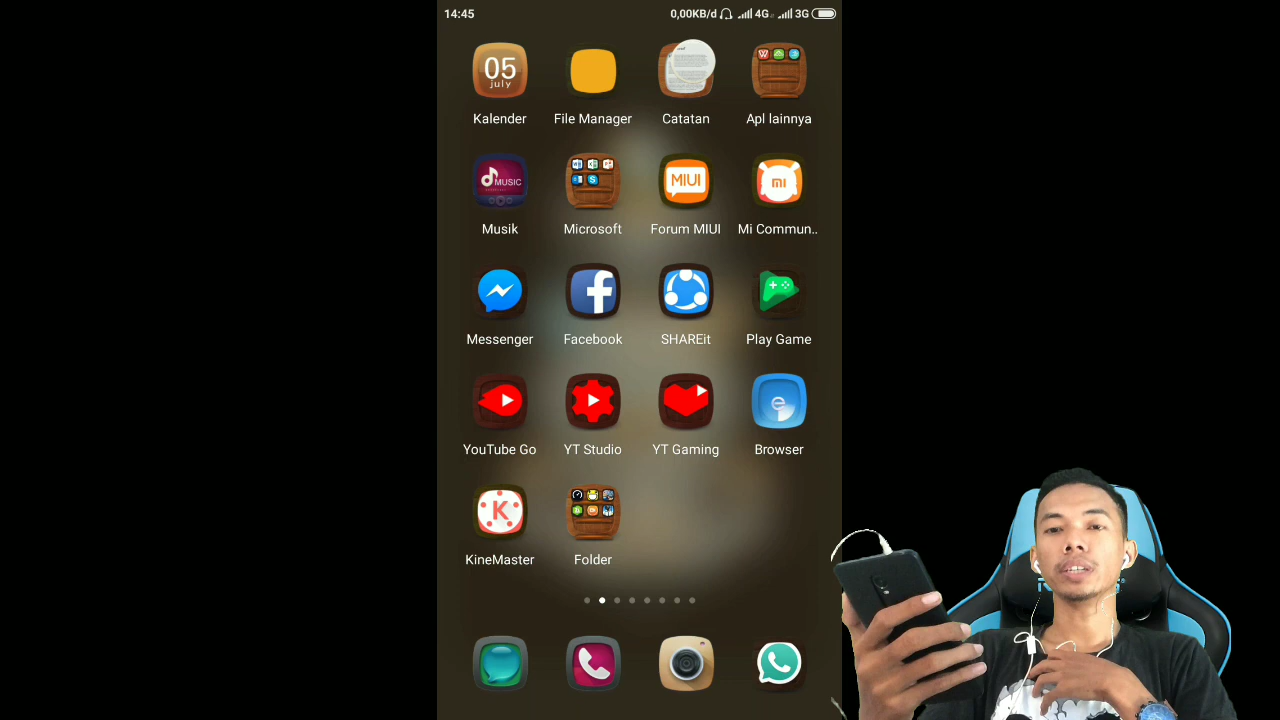 14:45
0,00KB/d 4G 3G
05
july
Kalender File Manager Catatan Apl lainnya
MUSIC
MIUI
mi
Musik Microsoft Forum MIUI Mi Commun..
Messenger Facebook SHAREit Play Game
YouTube Go YT Studio YT Gaming Browser
K
KineMaster Folder